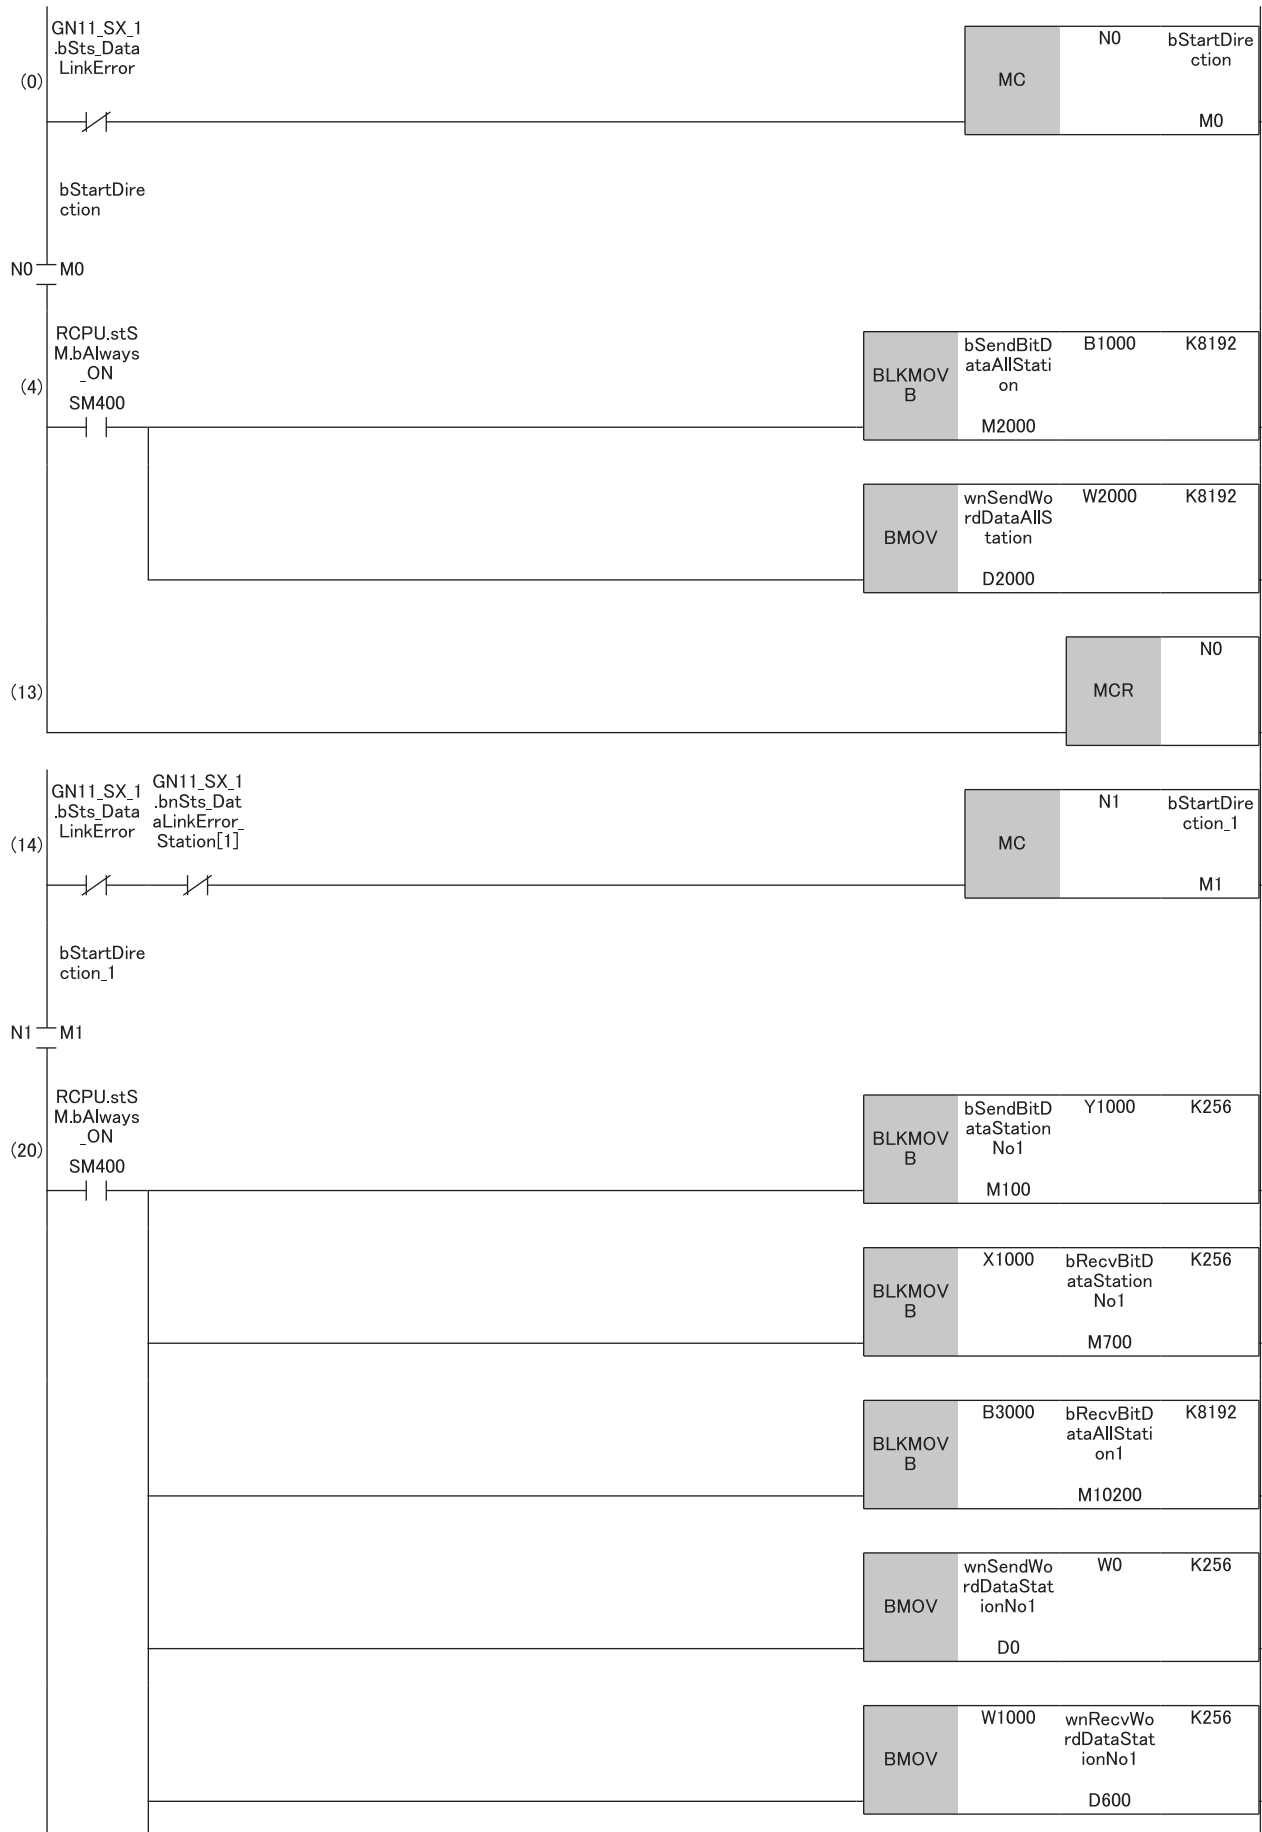 GN11_SX_1
.bSts_Data
LinkError
(0)
MC
N0
bStartDire
ction
M0
bStartDire
ction
N0
M0
RCPU.stS
M.bAlways
_ON
(4)
SM400
BLKMOV
B
bSendBitD
ataAllStati
on
M2000
B1000
K8192
BMOV
wnSendWo
rdDataAllS
tation
D2000
W2000
K8192
(13)
MCR
N0
GN11_SX_1
.bSts_Data
LinkError
GN11_SX_1
.bnSts_Dat
aLinkError_
Station[1]
(14)
MC
N1
bStartDire
ction_1
M1
bStartDire
ction_1
N1
M1
RCPU.stS
M.bAlways
_ON
(20)
SM400
BLKMOV
B
bSendBitD
ataStation
No1
M100
Y1000
K256
BLKMOV
B
X1000
bRecvBitD
ataStation
No1
M700
K256
BLKMOV
B
B3000
bRecvBitD
ataAllStati
on1
M10200
K8192
BMOV
wnSendWo
rdDataStat
ionNo1
D0
W0
K256
BMOV
W1000
wnRecvWo
rdDataStat
ionNo1
D600
K256